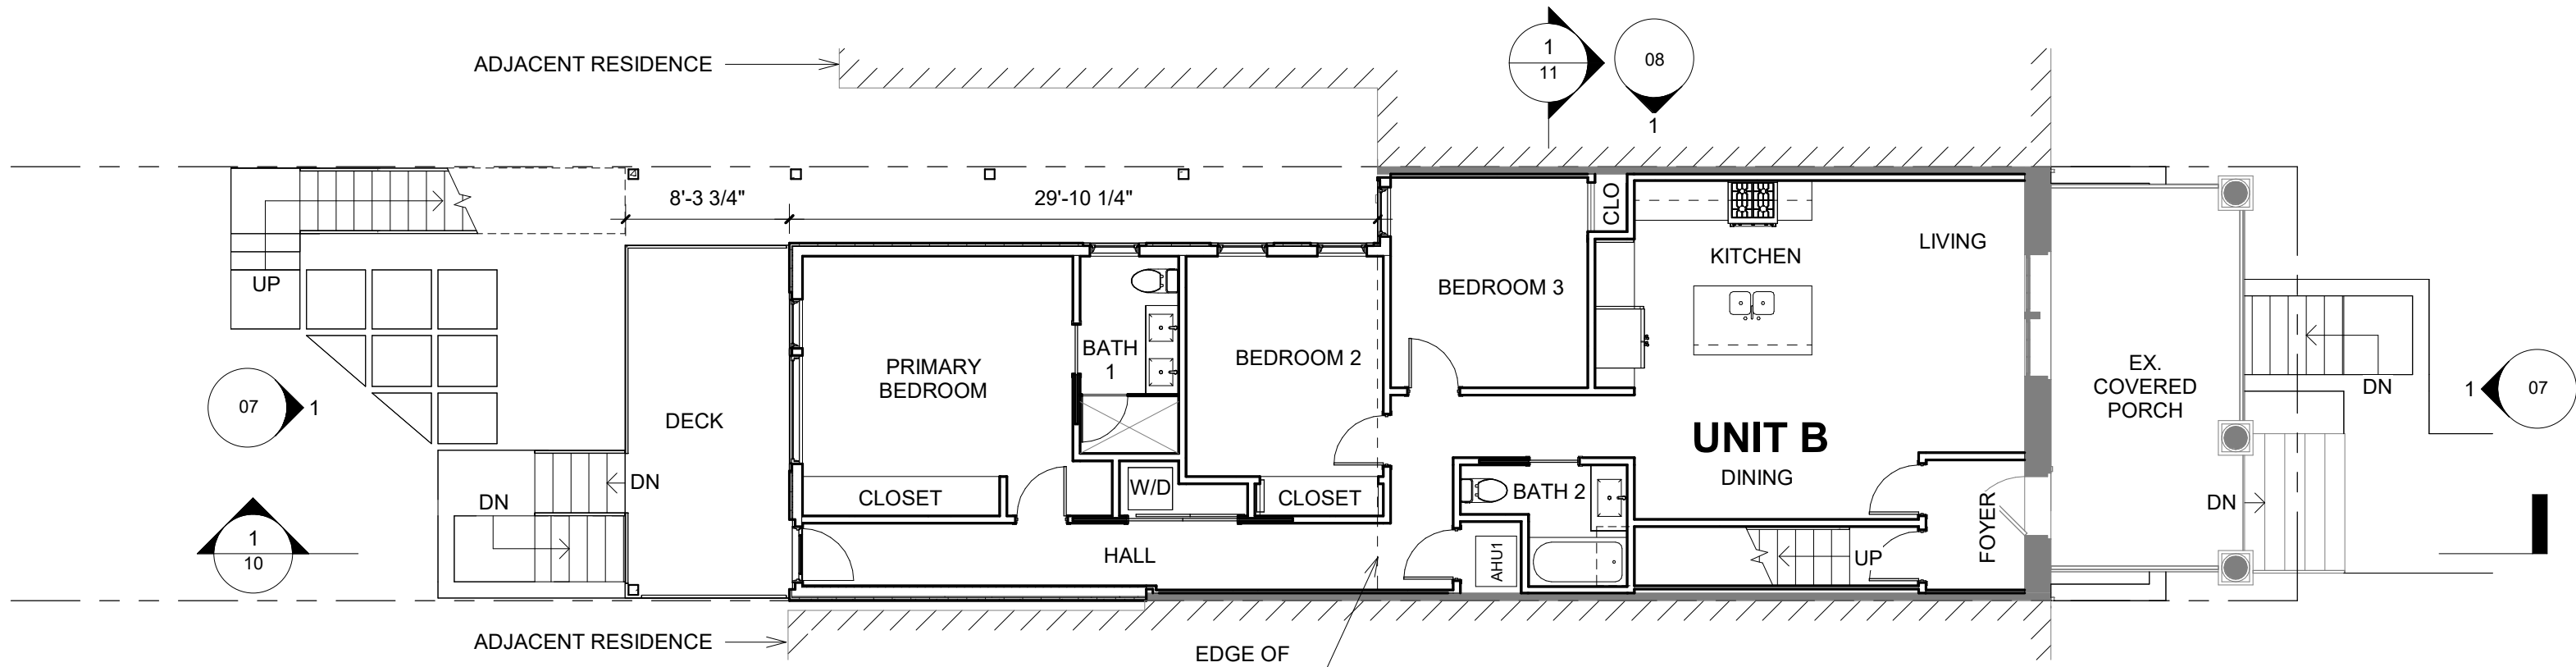 ADJACENT RESIDENCE
1
11
08
1
8'-3 3/4"
29'-10 1/4"
CLO
LIVING
KITCHEN
UP
BEDROOM 3
BATH
1
BEDROOM 2
PRIMARY
BEDROOM
EX.
COVERED
PORCH
DN
07
1
1
07
DECK
UNIT B
DINING
DN
DN
CLOSET
W/D
CLOSET
BATH 2
FOYER
DN
1
10
HALL
AHU1
UP
ADJACENT RESIDENCE
EDGE OF